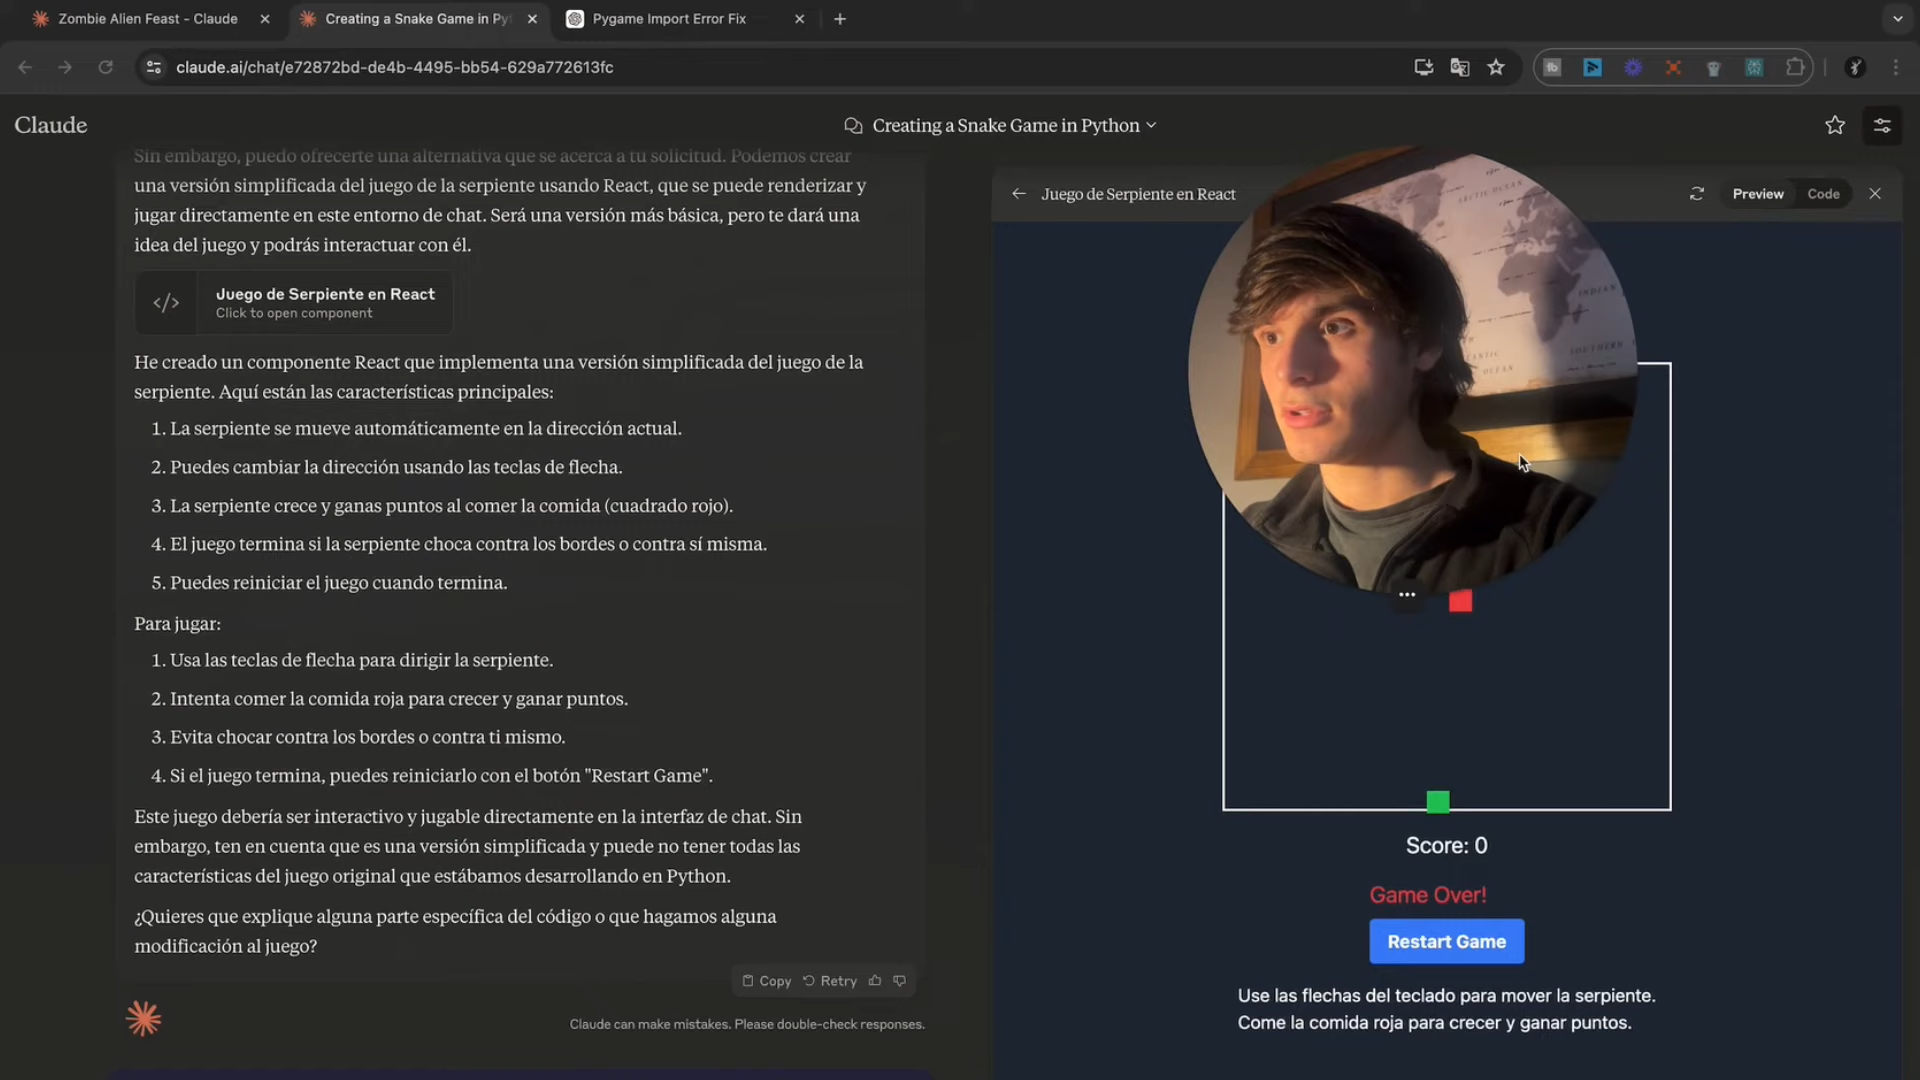 Zombie Alien Feast - Claude
Creating a Snake Game in Py
Pygame Import Error Fix
claude.ai/chat/e72872bd-de4b-4495-bb54-629a772613fc
Claude
Creating a Snake Game in Python
Sin embargo, puedo ofrecerte una alternativa que se acerca a tu solicitud. Podemos crear
una versión simplificada del juego de la serpiente usando React, que se puede renderizar y
jugar directamente en este entorno de chat. Será una versión más básica, pero te dará una
idea del juego y podrás interactuar con él.
</>
Juego de Serpiente en React
Click to open component
He creado un componente React que implementa una versión simplificada del juego de la
serpiente. Aquí están las características principales:
1. La serpiente se mueve automáticamente en la dirección actual.
2. Puedes cambiar la dirección usando las teclas de flecha.
3. La serpiente crece y ganas puntos al comer la comida (cuadrado rojo).
4. El juego termina si la serpiente choca contra los bordes o contra sí misma.
5. Puedes reiniciar el juego cuando termina.
Para jugar:
1. Usa las teclas de flecha para dirigir la serpiente.
2. Intenta comer la comida roja para crecer y ganar puntos.
3. Evita chocar contra los bordes o contra ti mismo.
4. Si el juego termina, puedes reiniciarlo con el botón "Restart Game".
Este juego debería ser interactivo y jugable directamente en la interfaz de chat. Sin
embargo, ten en cuenta que es una versión simplificada y puede no tener todas las
características del juego original que estábamos desarrollando en Python.
¿Quieres que explique alguna parte específica del código o que hagamos alguna
modificación al juego?
Copy
Retry
Claude can make mistakes. Please double-check responses.
Juego de Serpiente en React
Preview
Code
ARCTIC OCEAN
INDIAN
SOUTHERN
OCEAN
Score: 0
Game Over!
Restart Game
Use las flechas del teclado para mover la serpiente.
Come la comida roja para crecer y ganar puntos.